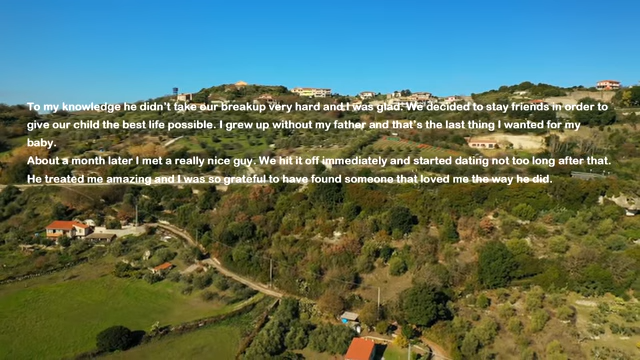 To my knowledge he didn't take our breakup very hard and I was glad. We decided to stay friends in order to
give our child the best life possible. I grew up without my father and that's the last thing I wanted for my
baby.
About a month later I met a really nice guy. We hit it off immediately and started dating not too long after that.
He treated me amazing and I was so grateful to have found someone that loved me the way he did.